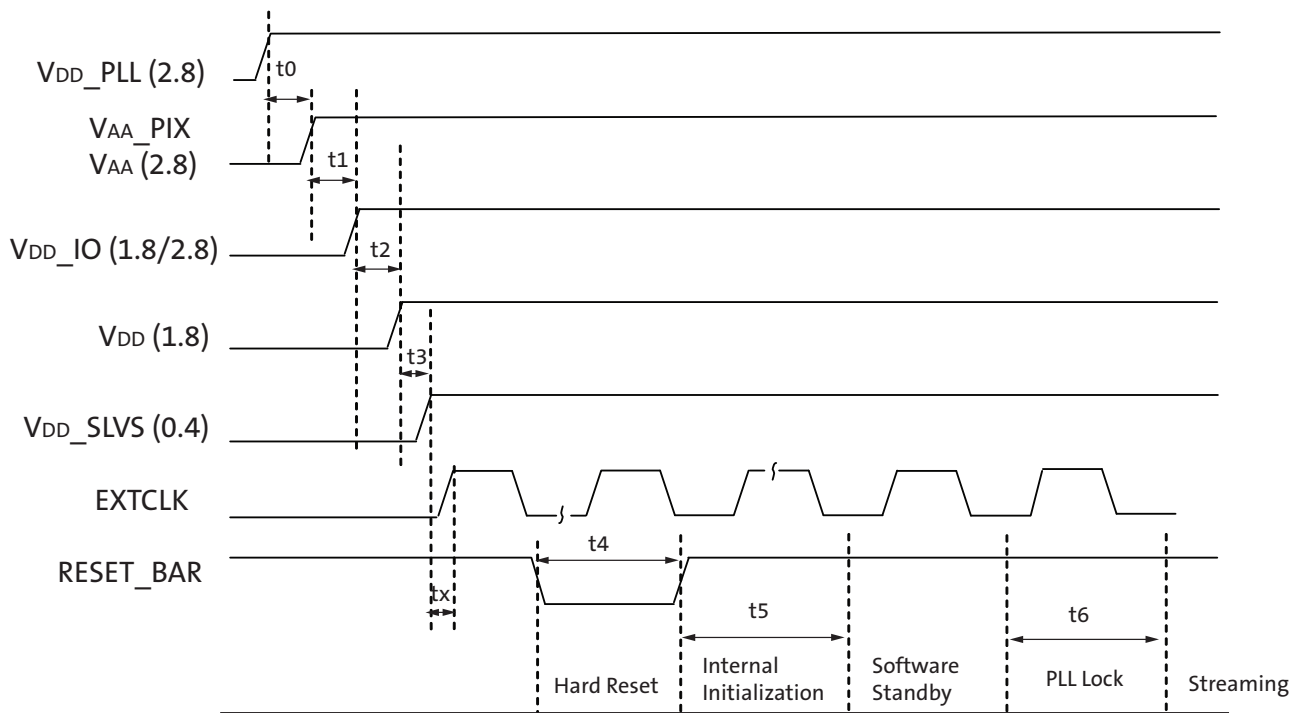 VDD_PLL (2.8)
t0
VAA_PIX
VAA (2.8)
t1
VDD_IO (1.8/2.8)
t2
VDD (1.8)
t3
VDD_SLVS (0.4)
EXTCLK
RESET_BAR
t4
tx
t5
t6
Hard Reset
Internal
Initialization
Software
Standby
PLL Lock
Streaming